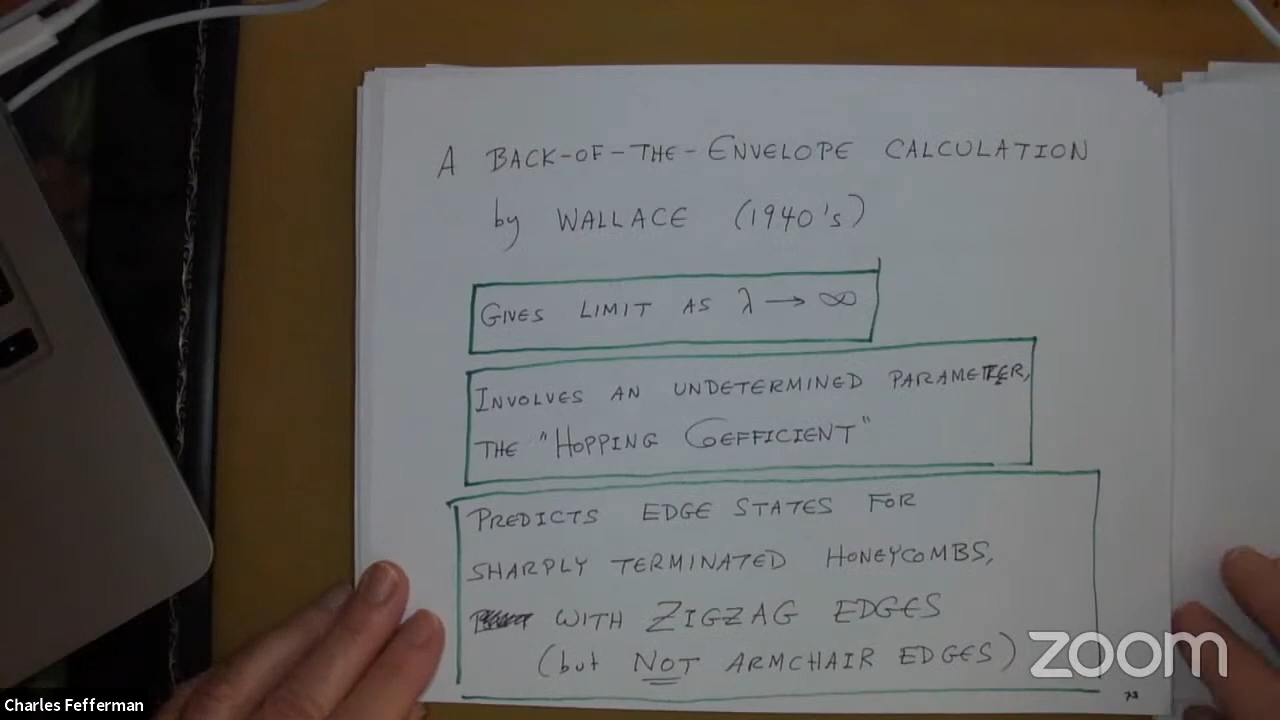 A BACK-OF-THE-ENVELOPE CALCULATION
by WALLACE (1940's)
GIVES LIMIT AS λ → ∞
INVOLVES AN UNDETERMINED PARAMETER,
THE "HOPPING COEFFICIENT"
PREDICTS EDGE STATES FOR
SHARPLY TERMINATED HONEYCOMBS,
WITH ZIGZAG EDGES
(but NOT ARMCHAIR EDGES)
zoom
Charles Fefferman